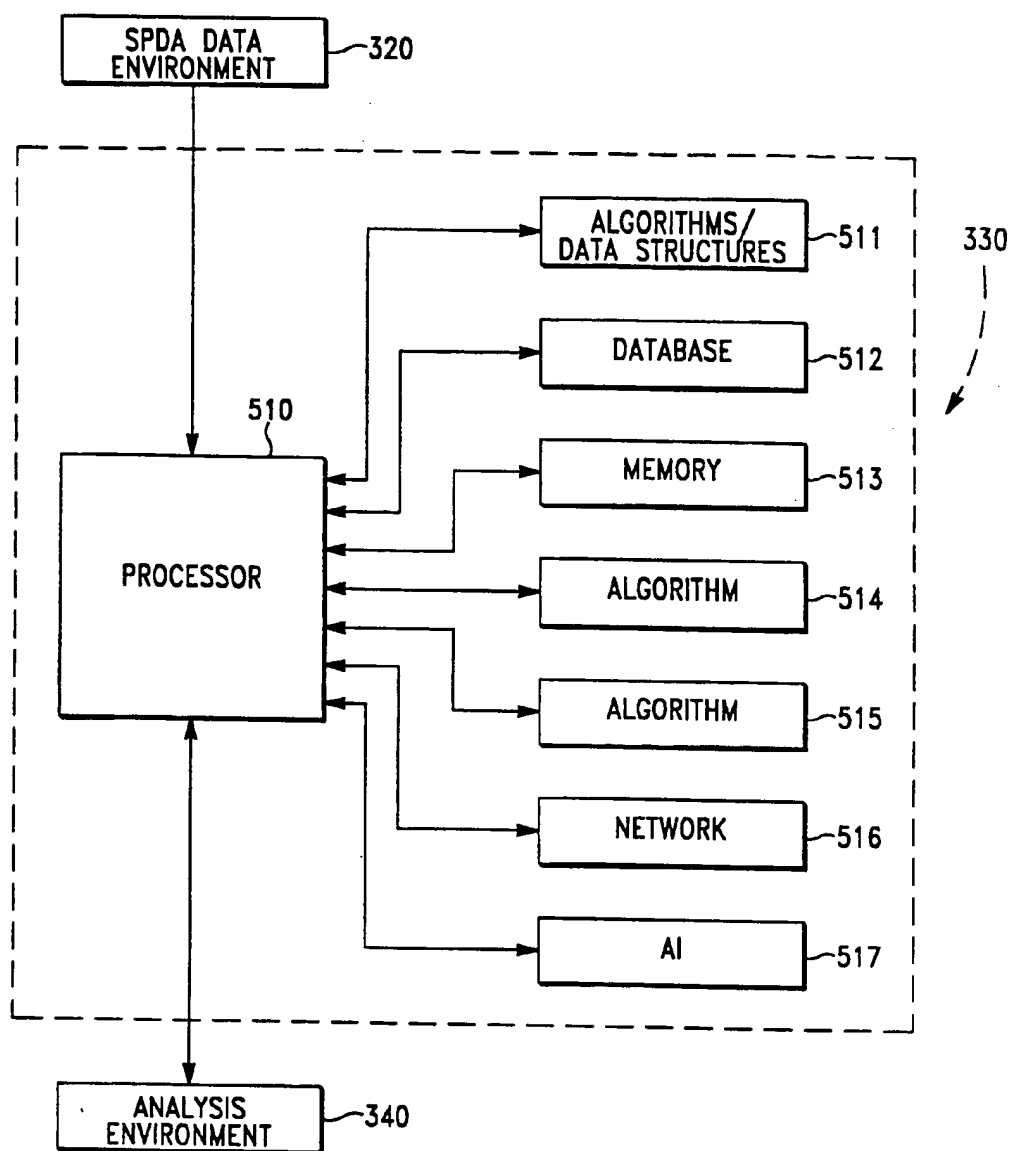 SPDA DATA
ENVIRONMENT
320
ALGORITHMS/
DATA STRUCTURES
511
330
DATABASE
512
510
MEMORY
513
PROCESSOR
ALGORITHM
514
ALGORITHM
515
NETWORK
516
AI
517
ANALYSIS
ENVIRONMENT
340